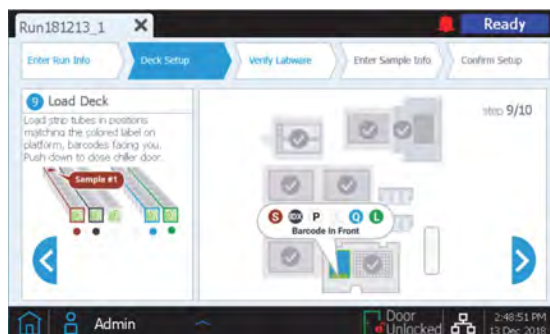 Run181213_1
Ready
Enter Run Info
Deck Setup
Verify Labware
Enter Sample Info
Confirm Setup
9 Load Deck
Load strip tubes in positions
matching the colored label on
platform, barcodes facing you.
Push down to close chiller door.
Sample #1
step 9/10
S IDX P L Q L
Barcode In Front
Admin
Door
Unlocked
2:48:51 PM
13 Dec 2018